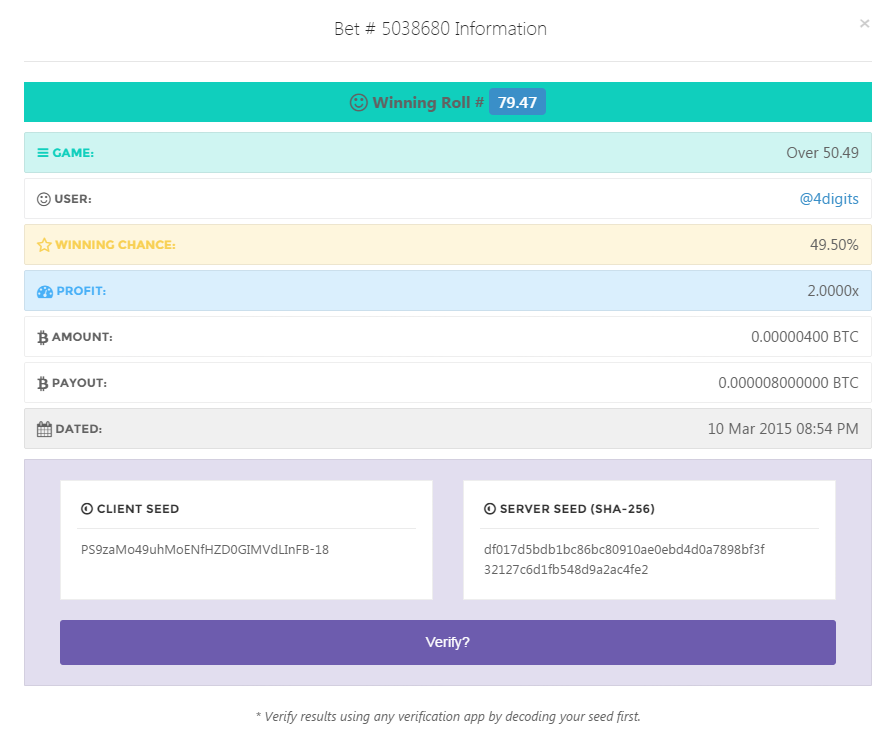 Bet # 5038680 Information
×
Winning Roll # 79.47
GAME: Over 50.49
USER: @4digits
WINNING CHANCE: 49.50%
PROFIT: 2.0000x
AMOUNT: 0.00000400 BTC
PAYOUT: 0.000008000000 BTC
DATED: 10 Mar 2015 08:54 PM
CLIENT SEED
PS9zaMo49uhMoENfHZD0GIMVdLInFB-18
SERVER SEED (SHA-256)
df017d5bdb1bc86bc80910ae0ebd4d0a7898bf3f
32127c6d1fb548d9a2ac4fe2
Verify?
* Verify results using any verification app by decoding your seed first.